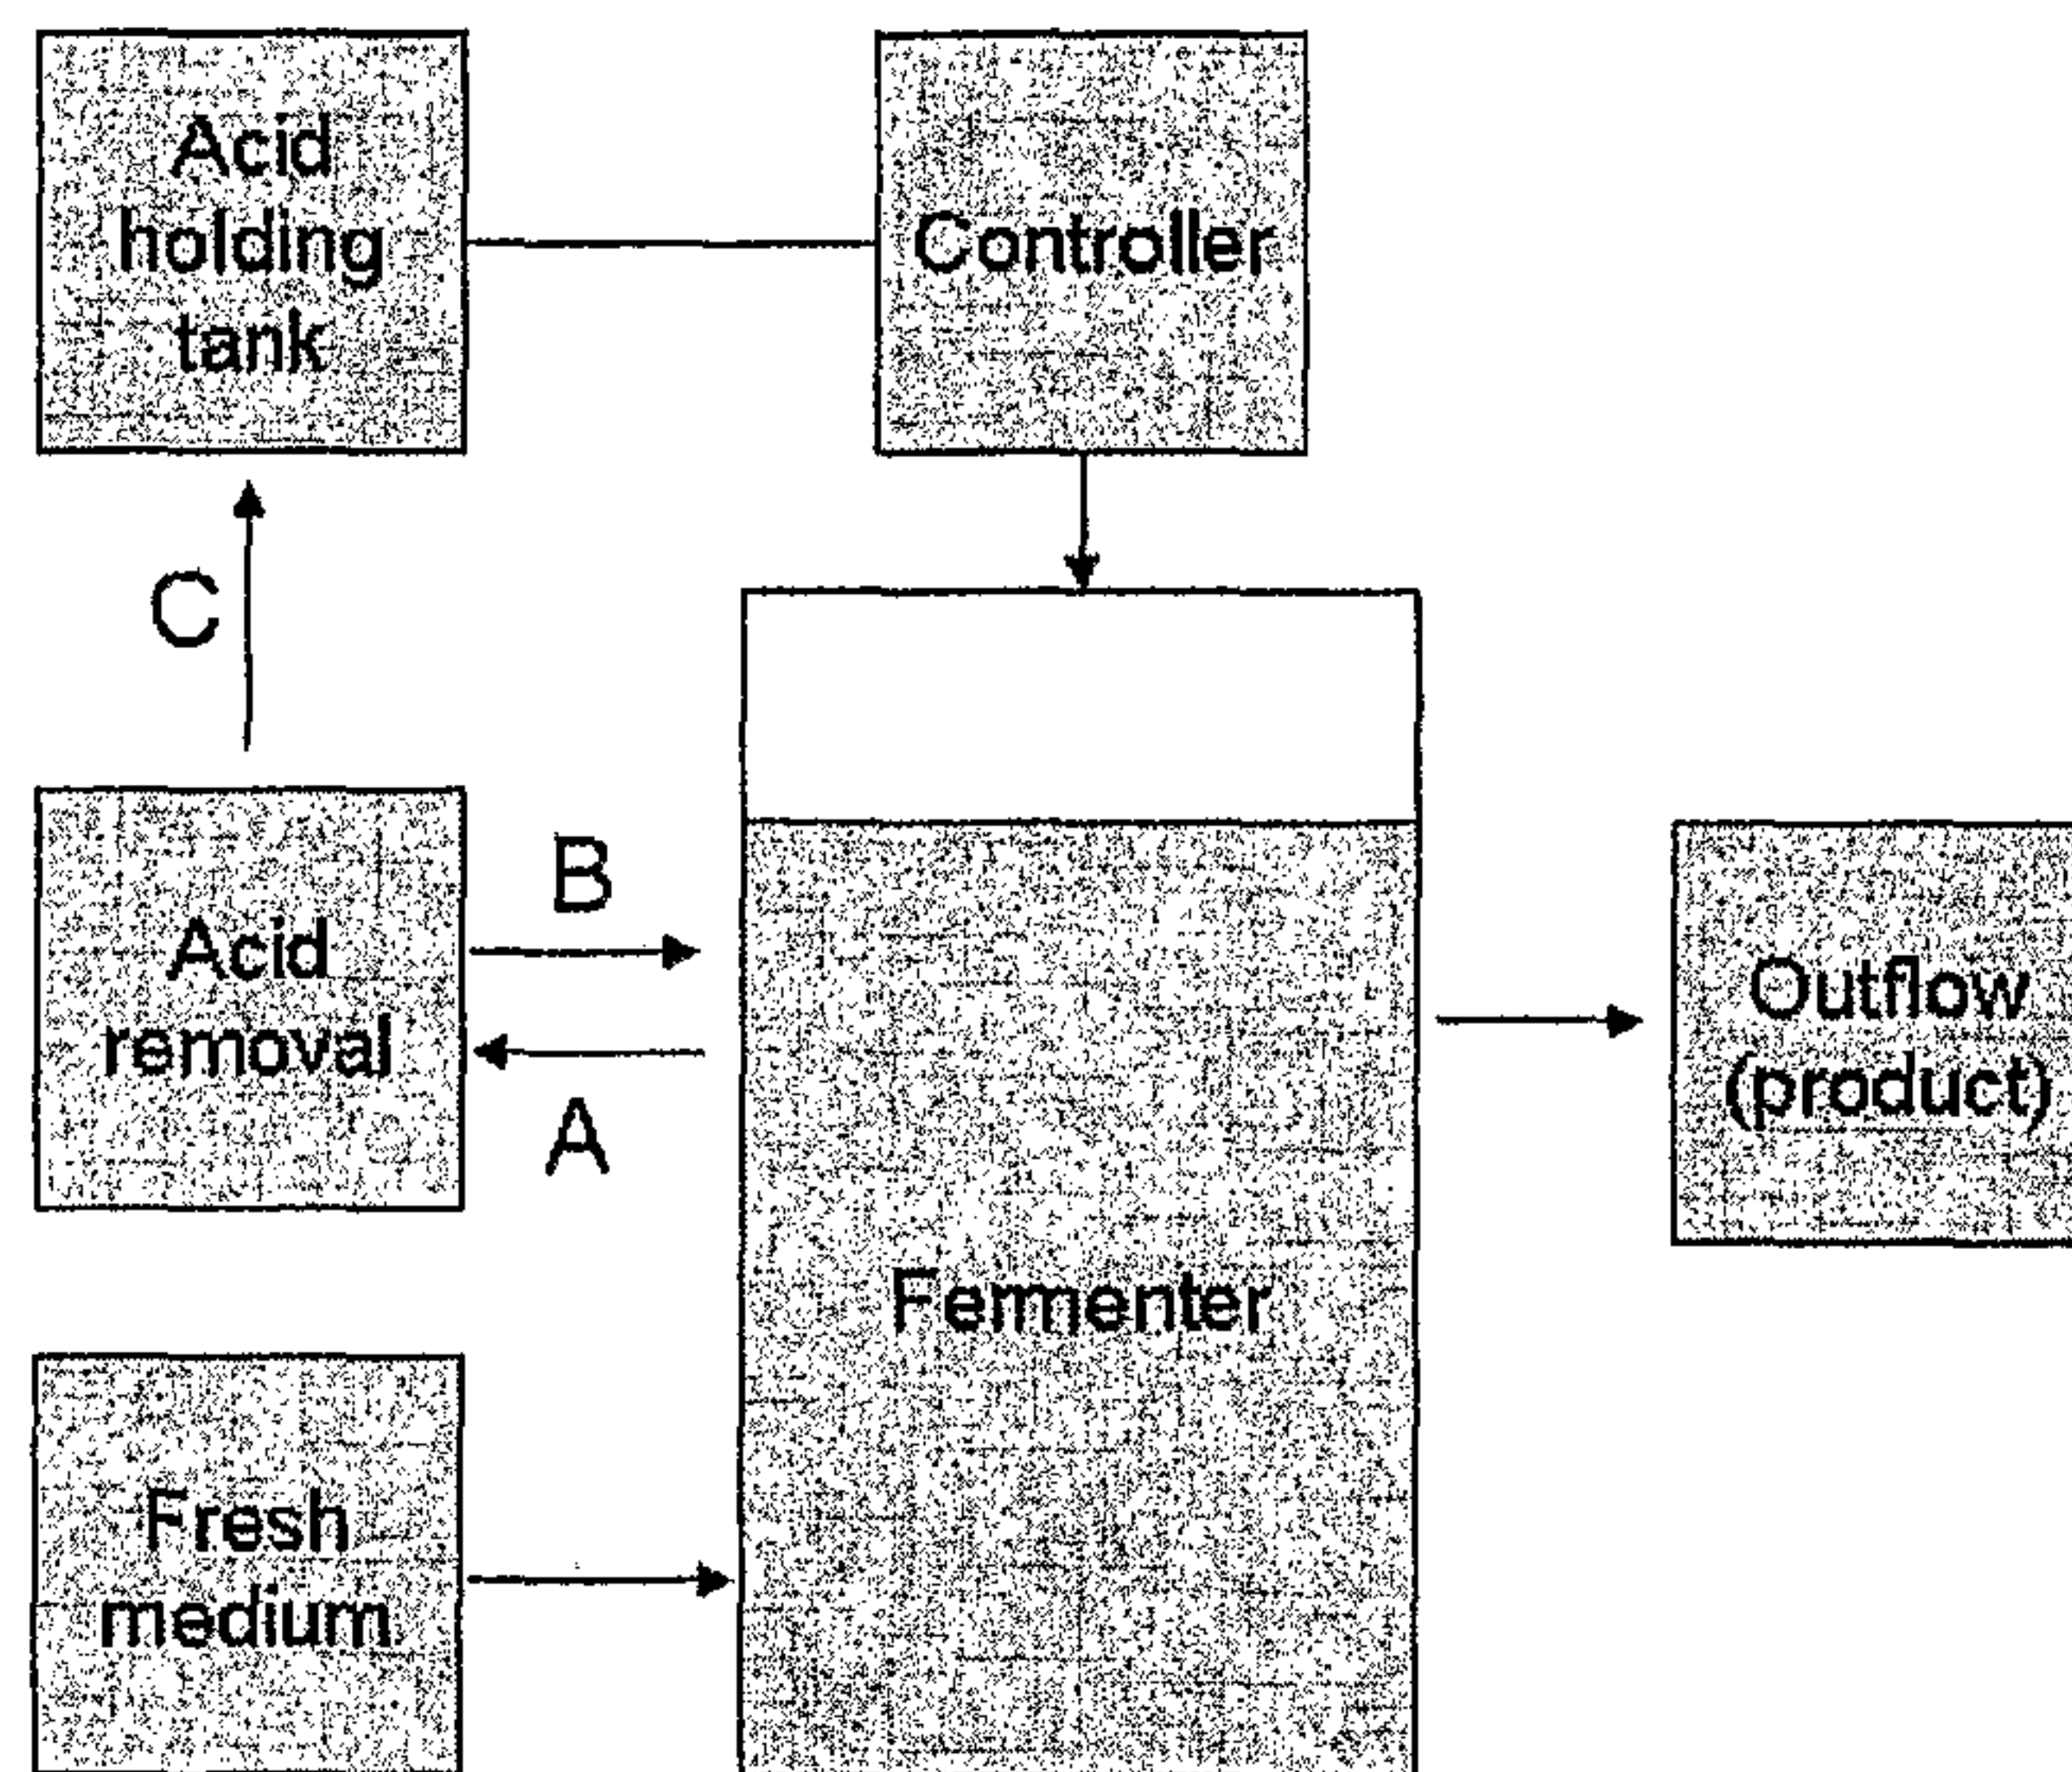 Acid
holding
tank
Controller
C
B
Acid
removal
A
Outflow
(product)
Fermenter
Fresh
medium